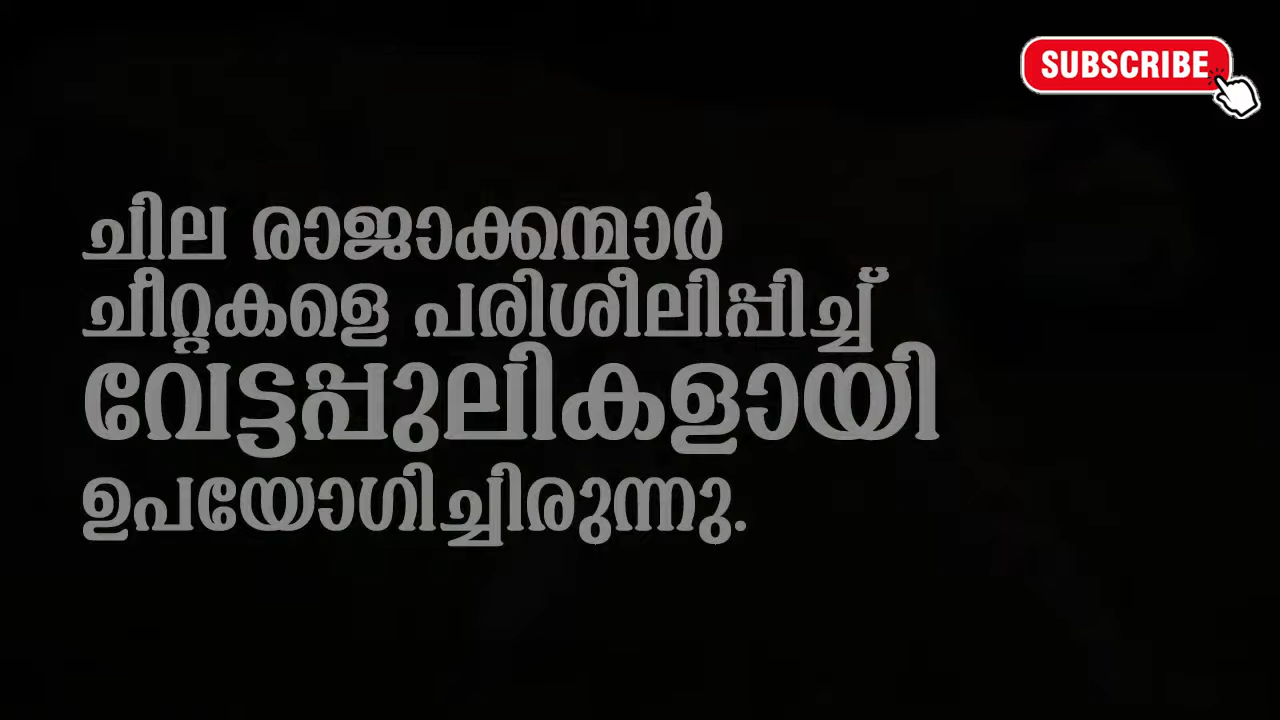 SUBSCRIBE
ചില രാജാക്കന്മാർ
ചീറ്റകളെ പരിശീലിപ്പിച്ച്
വേട്ടപ്പുലികളായി
ഉപയോഗിച്ചിരുന്നു.